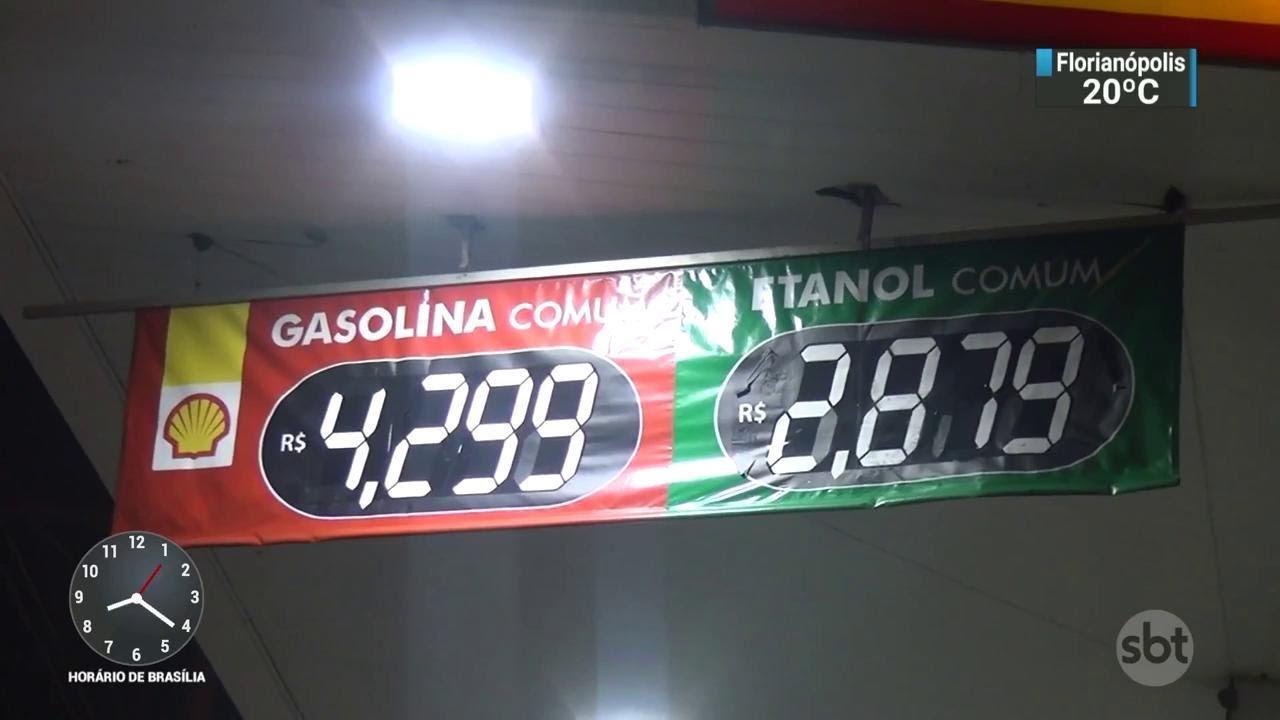 Florianópolis
20ºC
GASOLINA COMUM
ETANOL COMUM
R$ 4,299
R$ 2,879
12
1
2
3
4
5
6
7
8
9
10
11
HORÁRIO DE BRASÍLIA
sbt